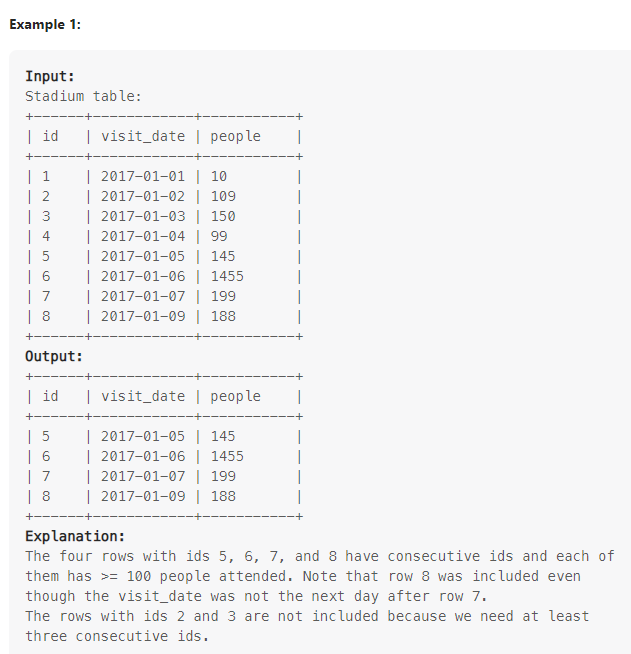 Example 1:
Input:
Stadium table:
+------+------------+-----------+
| id   | visit_date | people    |
+------+------------+-----------+
| 1    | 2017-01-01 | 10        |
| 2    | 2017-01-02 | 109       |
| 3    | 2017-01-03 | 150       |
| 4    | 2017-01-04 | 99        |
| 5    | 2017-01-05 | 145       |
| 6    | 2017-01-06 | 1455      |
| 7    | 2017-01-07 | 199       |
| 8    | 2017-01-09 | 188       |
+------+------------+-----------+
Output:
+------+------------+-----------+
| id   | visit_date | people    |
+------+------------+-----------+
| 5    | 2017-01-05 | 145       |
| 6    | 2017-01-06 | 1455      |
| 7    | 2017-01-07 | 199       |
| 8    | 2017-01-09 | 188       |
+------+------------+-----------+
Explanation:
The four rows with ids 5, 6, 7, and 8 have consecutive ids and each of
them has >= 100 people attended. Note that row 8 was included even
though the visit_date was not the next day after row 7.
The rows with ids 2 and 3 are not included because we need at least
three consecutive ids.